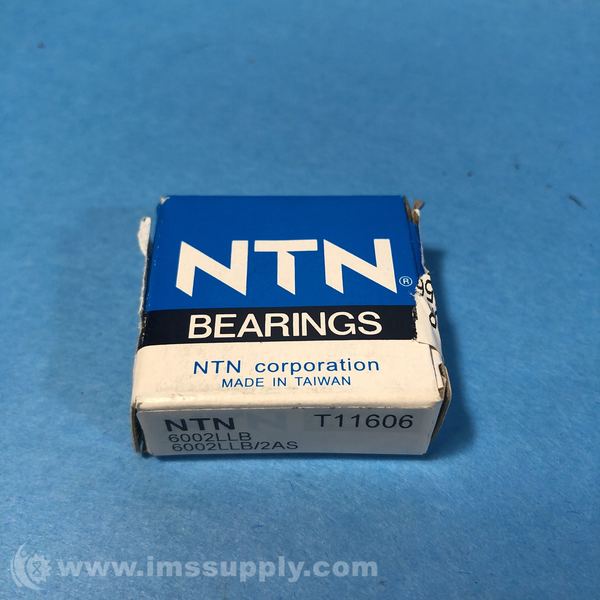 NTN®
BEARINGS
NTN corporation
MADE IN TAIWAN
NTN T11606
6002LLB
6002LLB/2AS
www.imssupply.com